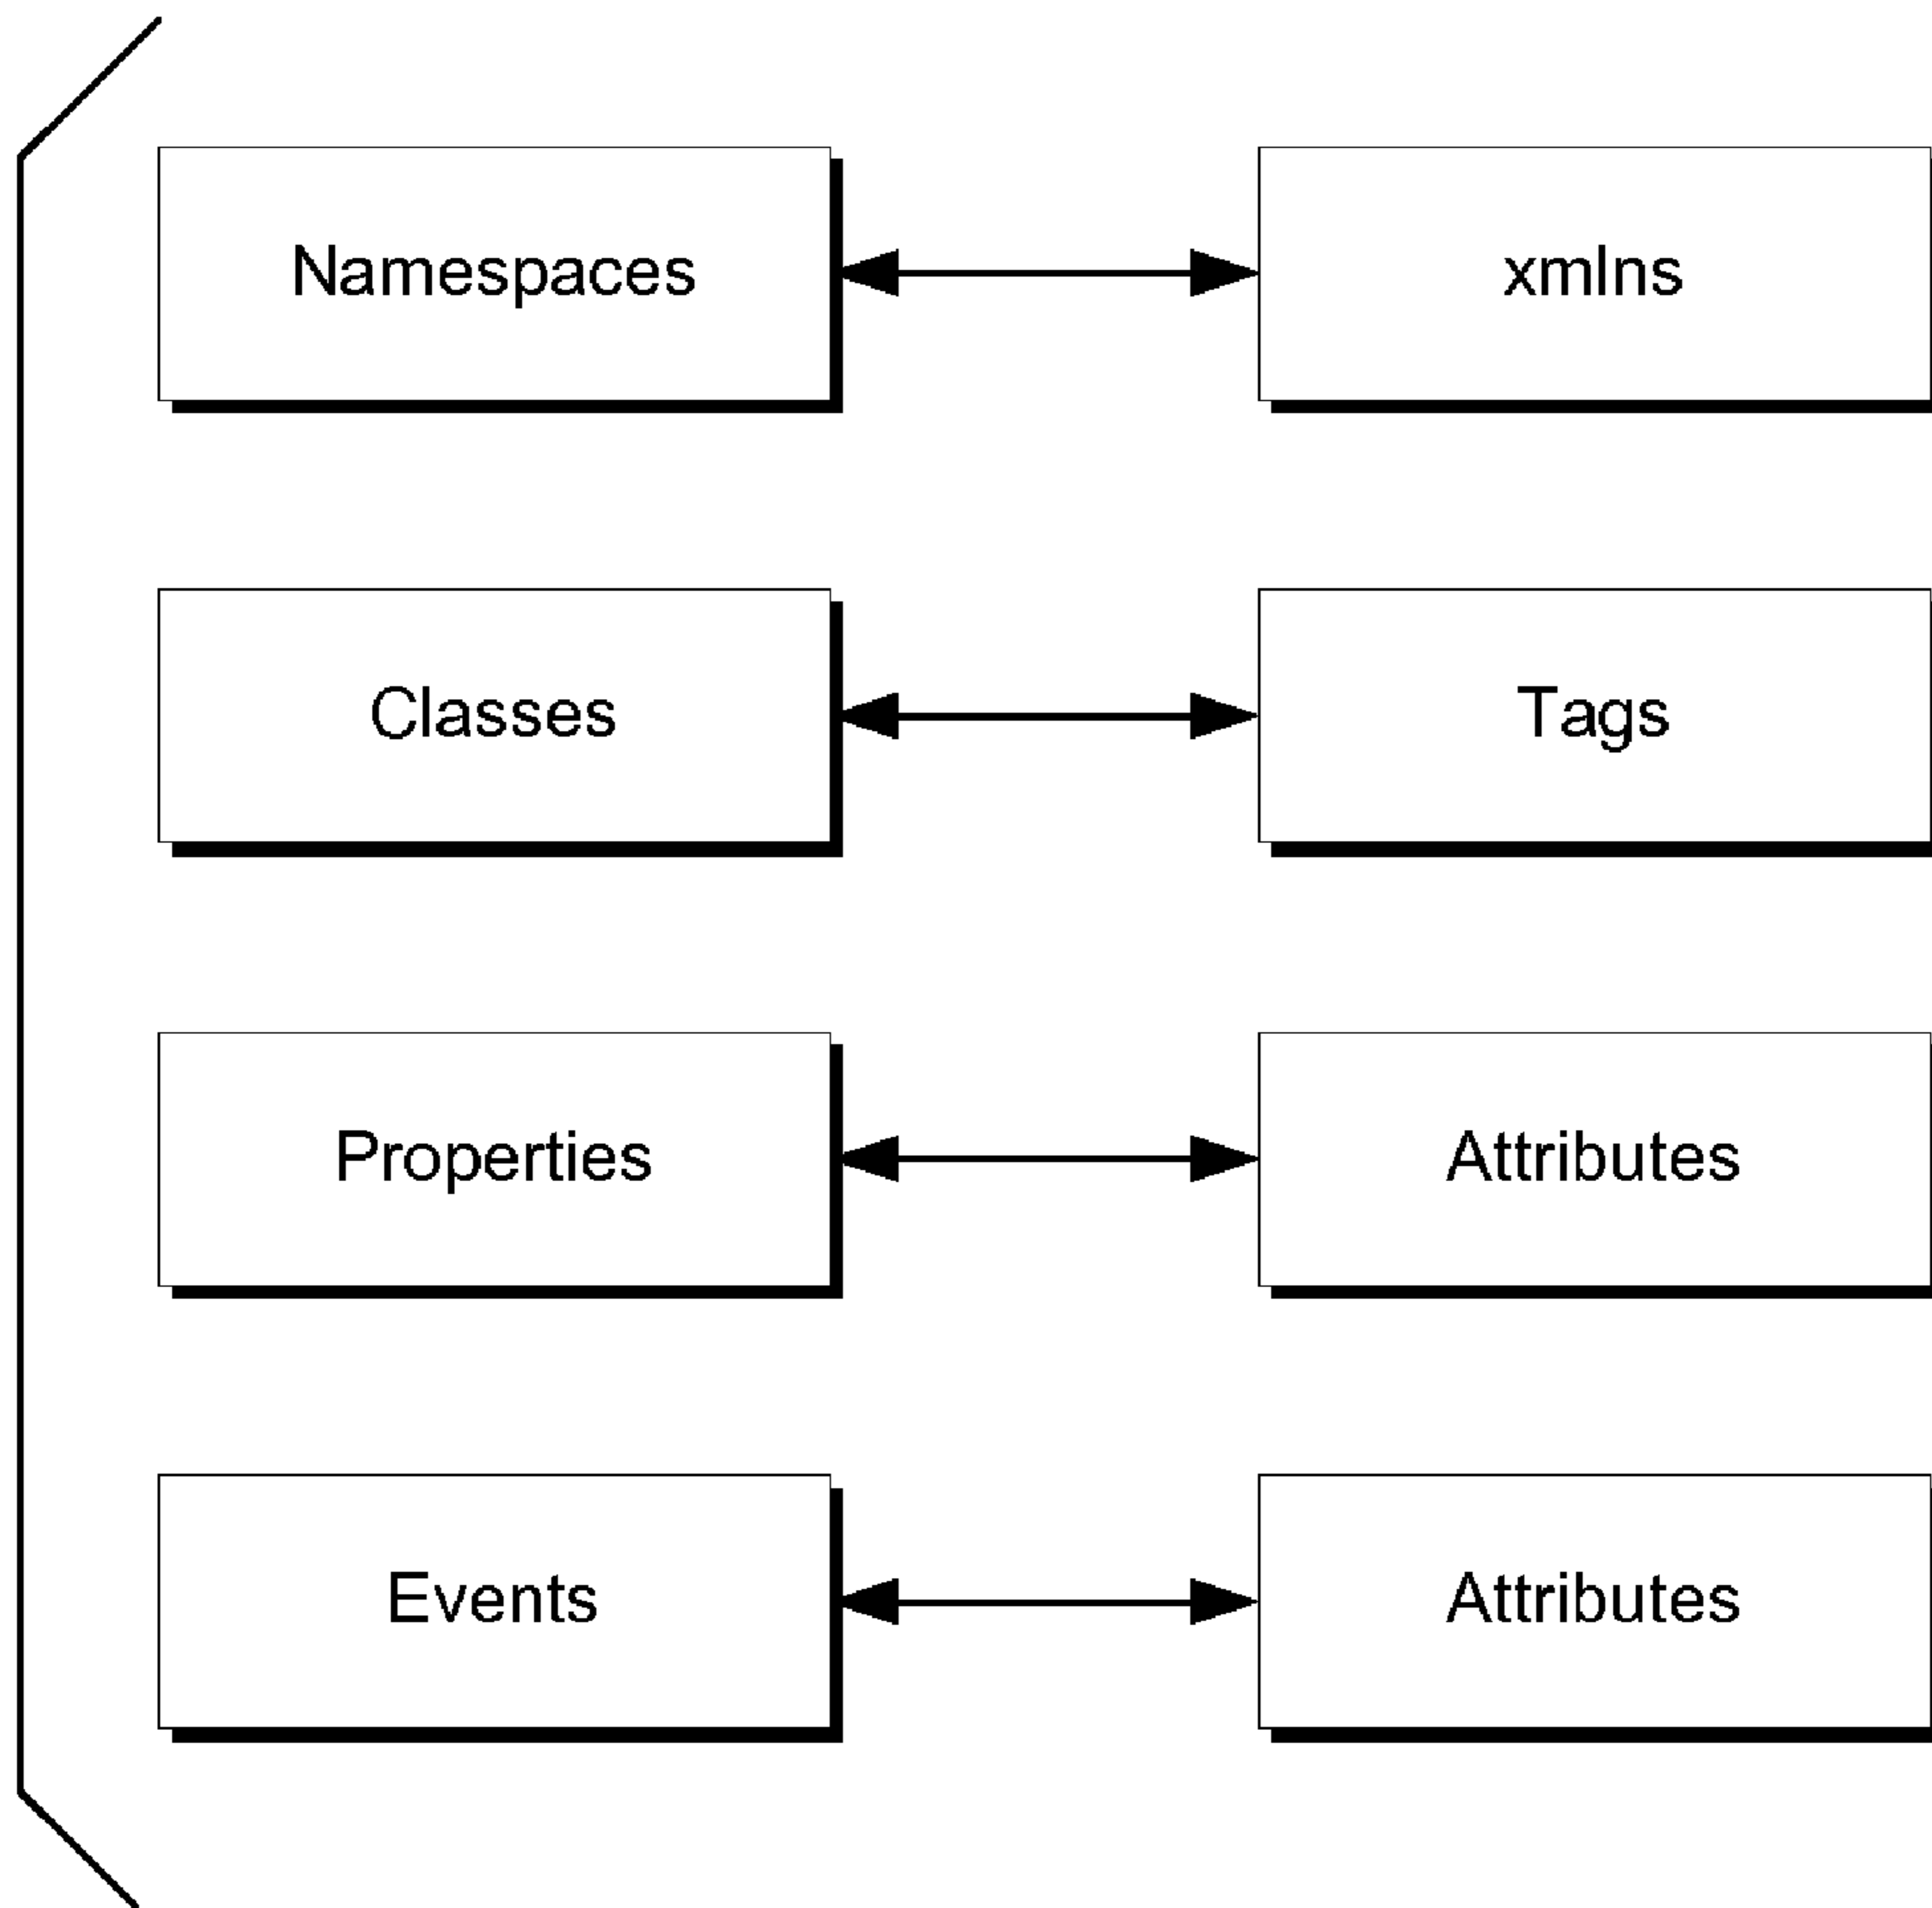 Namespaces
xmlns
Classes
Tags
Properties
Attributes
Events
Attributes